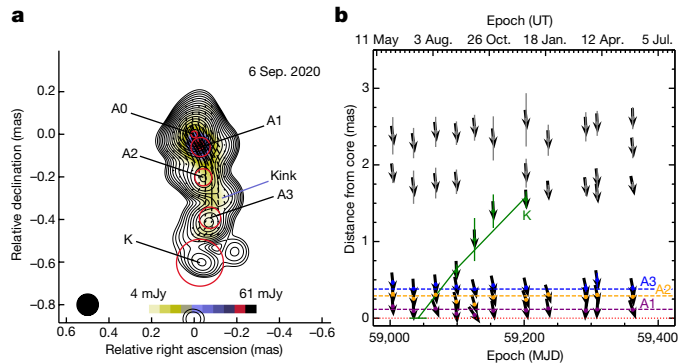 a
6 Sep. 2020
A0
A1
A2
Kink
A3
K
4 mJy
61 mJy
0.0
−0.2
−0.4
−0.6
−0.8
Relative declination (mas)
0.6 0.4 0.2 0 −0.2 −0.4 −0.6
Relative right ascension (mas)
b
Epoch (UT)
11 May 3 Aug. 26 Oct. 18 Jan. 12 Apr. 5 Jul.
3
2
1
0
Distance from core (mas)
K
A3
A2
A1
59,000 59,200 59,400
Epoch (MJD)